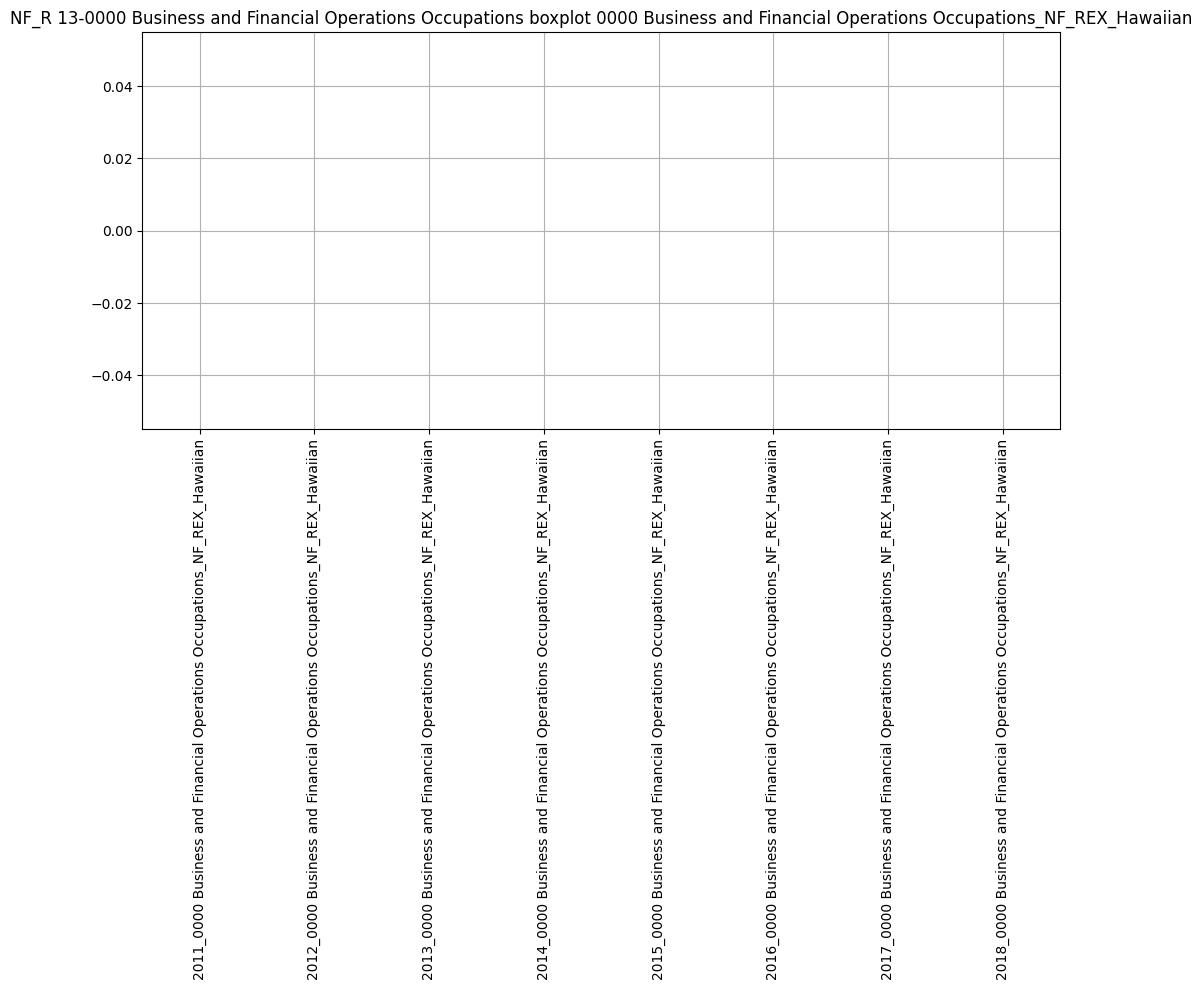 NF_R 13-0000 Business and Financial Operations Occupations boxplot 0000 Business and Financial Operations Occupations_NF_REX_Hawaiian
0.04
0.02
0.00
−0.02
−0.04
2011_0000 Business and Financial Operations Occupations_NF_REX_Hawaiian
2012_0000 Business and Financial Operations Occupations_NF_REX_Hawaiian
2013_0000 Business and Financial Operations Occupations_NF_REX_Hawaiian
2014_0000 Business and Financial Operations Occupations_NF_REX_Hawaiian
2015_0000 Business and Financial Operations Occupations_NF_REX_Hawaiian
2016_0000 Business and Financial Operations Occupations_NF_REX_Hawaiian
2017_0000 Business and Financial Operations Occupations_NF_REX_Hawaiian
2018_0000 Business and Financial Operations Occupations_NF_REX_Hawaiian